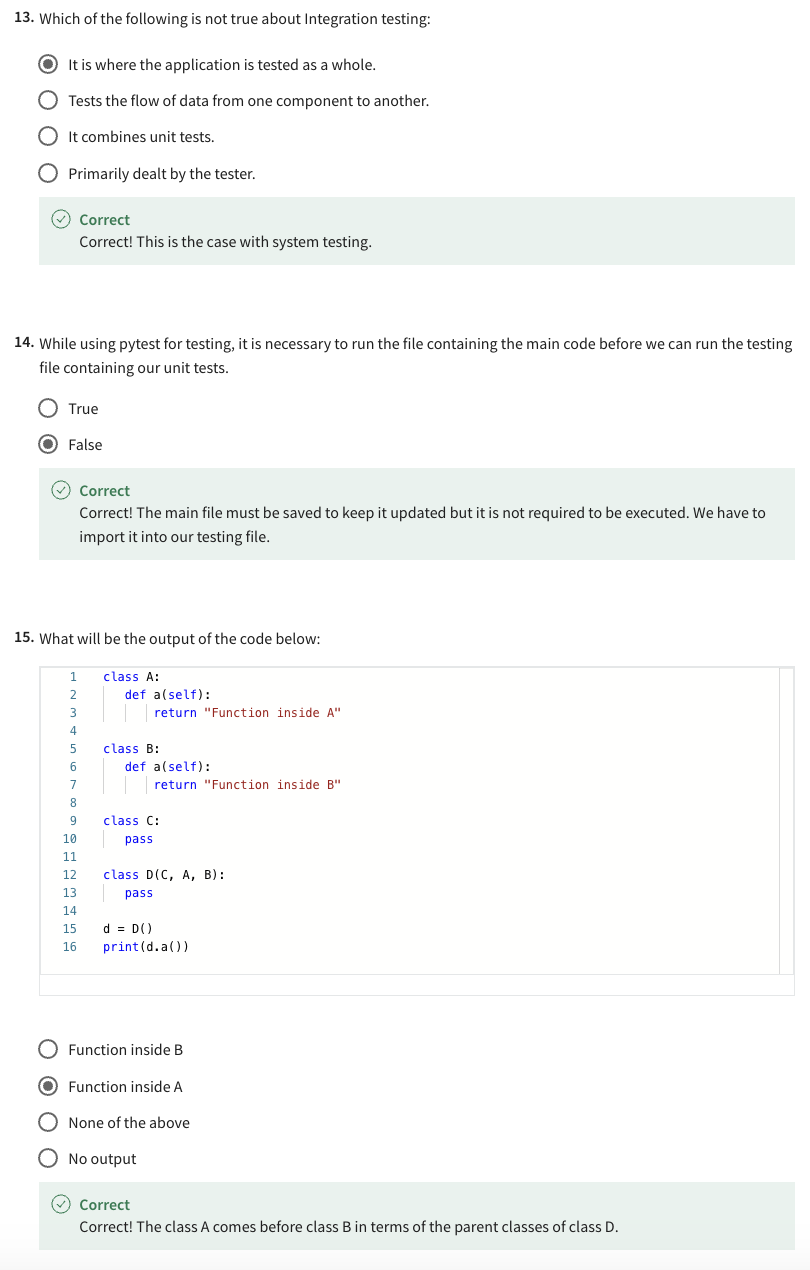 13. Which of the following is not true about Integration testing:
It is where the application is tested as a whole.
Tests the flow of data from one component to another.
It combines unit tests.
Primarily dealt by the tester.
Correct
Correct! This is the case with system testing.
14. While using pytest for testing, it is necessary to run the file containing the main code before we can run the testing
file containing our unit tests.
True
False
Correct
Correct! The main file must be saved to keep it updated but it is not required to be executed. We have to
import it into our testing file.
15. What will be the output of the code below:
1 class A:
2 def a(self):
3 return "Function inside A"
4
5 class B:
6 def a(self):
7 return "Function inside B"
8
9 class C:
10 pass
11
12 class D(C, A, B):
13 pass
14
15 d = D()
16 print(d.a())
Function inside B
Function inside A
None of the above
No output
Correct
Correct! The class A comes before class B in terms of the parent classes of class D.